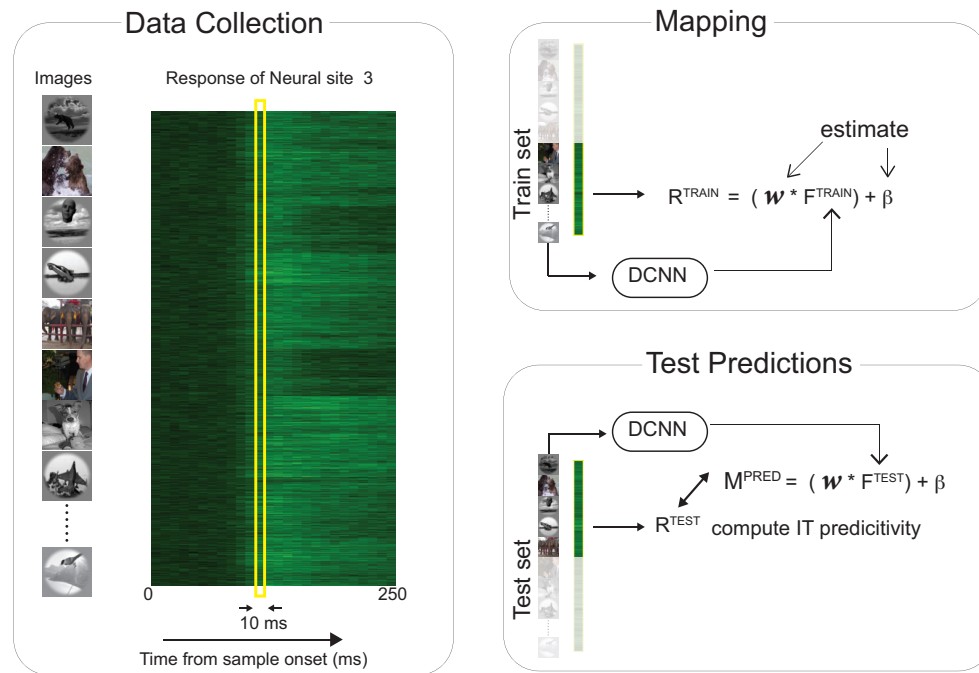 Data Collection
Images
Response of Neural site 3
0
250
10 ms
Time from sample onset (ms)
Mapping
Train set
estimate
R^TRAIN = ( w * F^TRAIN) + β
DCNN
Test Predictions
Test set
DCNN
M^PRED = ( w * F^TEST) + β
R^TEST compute IT predicitivity